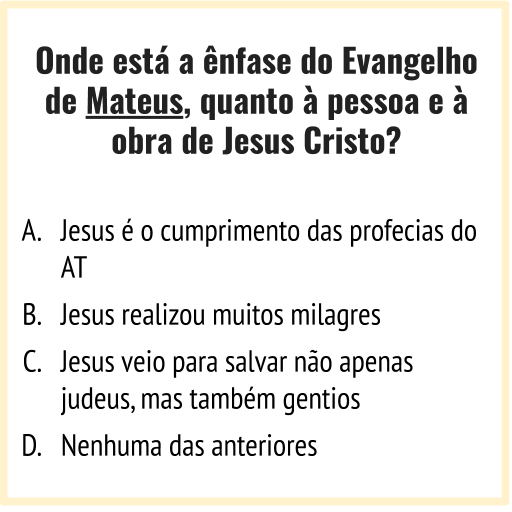 Onde está a ênfase do Evangelho
de Mateus, quanto à pessoa e à
obra de Jesus Cristo?
A. Jesus é o cumprimento das profecias do
AT
B. Jesus realizou muitos milagres
C. Jesus veio para salvar não apenas
judeus, mas também gentios
D. Nenhuma das anteriores